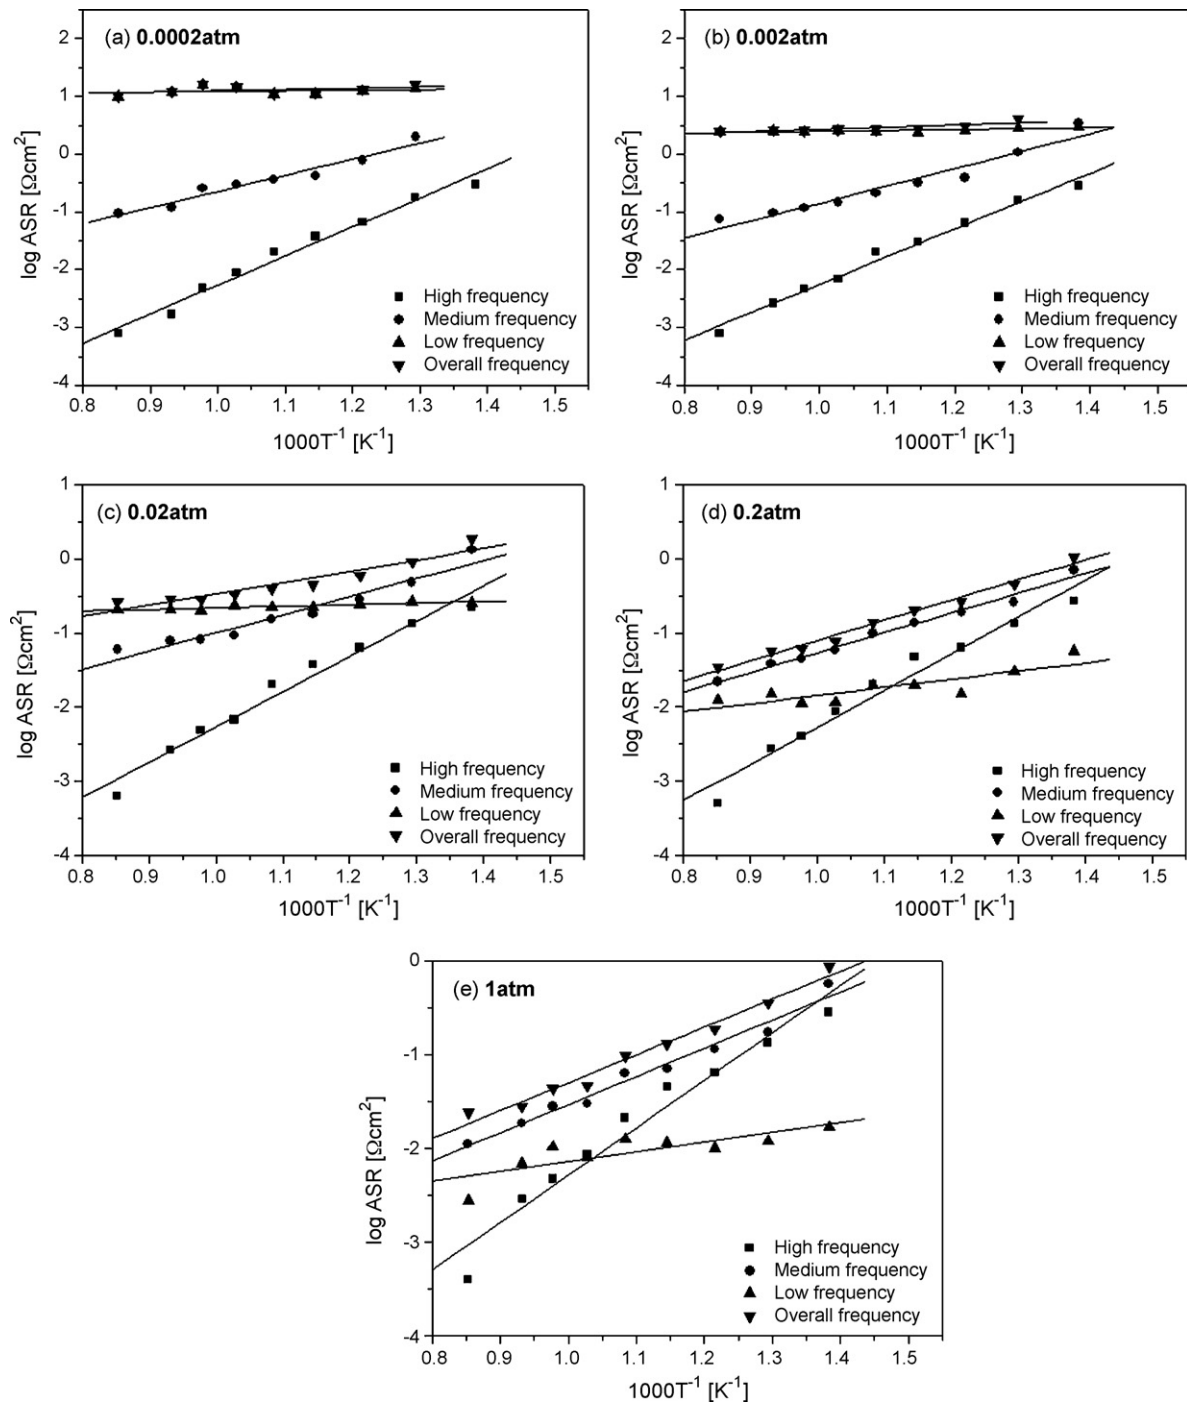 (a) 0.0002atm
2
1
0
-1
-2
-3
-4
log ASR [Ωcm²]
High frequency
Medium frequency
Low frequency
Overall frequency
0.8 0.9 1.0 1.1 1.2 1.3 1.4 1.5
1000T⁻¹ [K⁻¹]
(b) 0.002atm
2
1
0
-1
-2
-3
-4
log ASR [Ωcm²]
High frequency
Medium frequency
Low frequency
Overall frequency
0.8 0.9 1.0 1.1 1.2 1.3 1.4 1.5
1000T⁻¹ [K⁻¹]
(c) 0.02atm
1
0
-1
-2
-3
-4
log ASR [Ωcm²]
High frequency
Medium frequency
Low frequency
Overall frequency
0.8 0.9 1.0 1.1 1.2 1.3 1.4 1.5
1000T⁻¹ [K⁻¹]
(d) 0.2atm
1
0
-1
-2
-3
-4
log ASR [Ωcm²]
High frequency
Medium frequency
Low frequency
Overall frequency
0.8 0.9 1.0 1.1 1.2 1.3 1.4 1.5
1000T⁻¹ [K⁻¹]
(e) 1atm
0
-1
-2
-3
-4
log ASR [Ωcm²]
High frequency
Medium frequency
Low frequency
Overall frequency
0.8 0.9 1.0 1.1 1.2 1.3 1.4 1.5
1000T⁻¹ [K⁻¹]